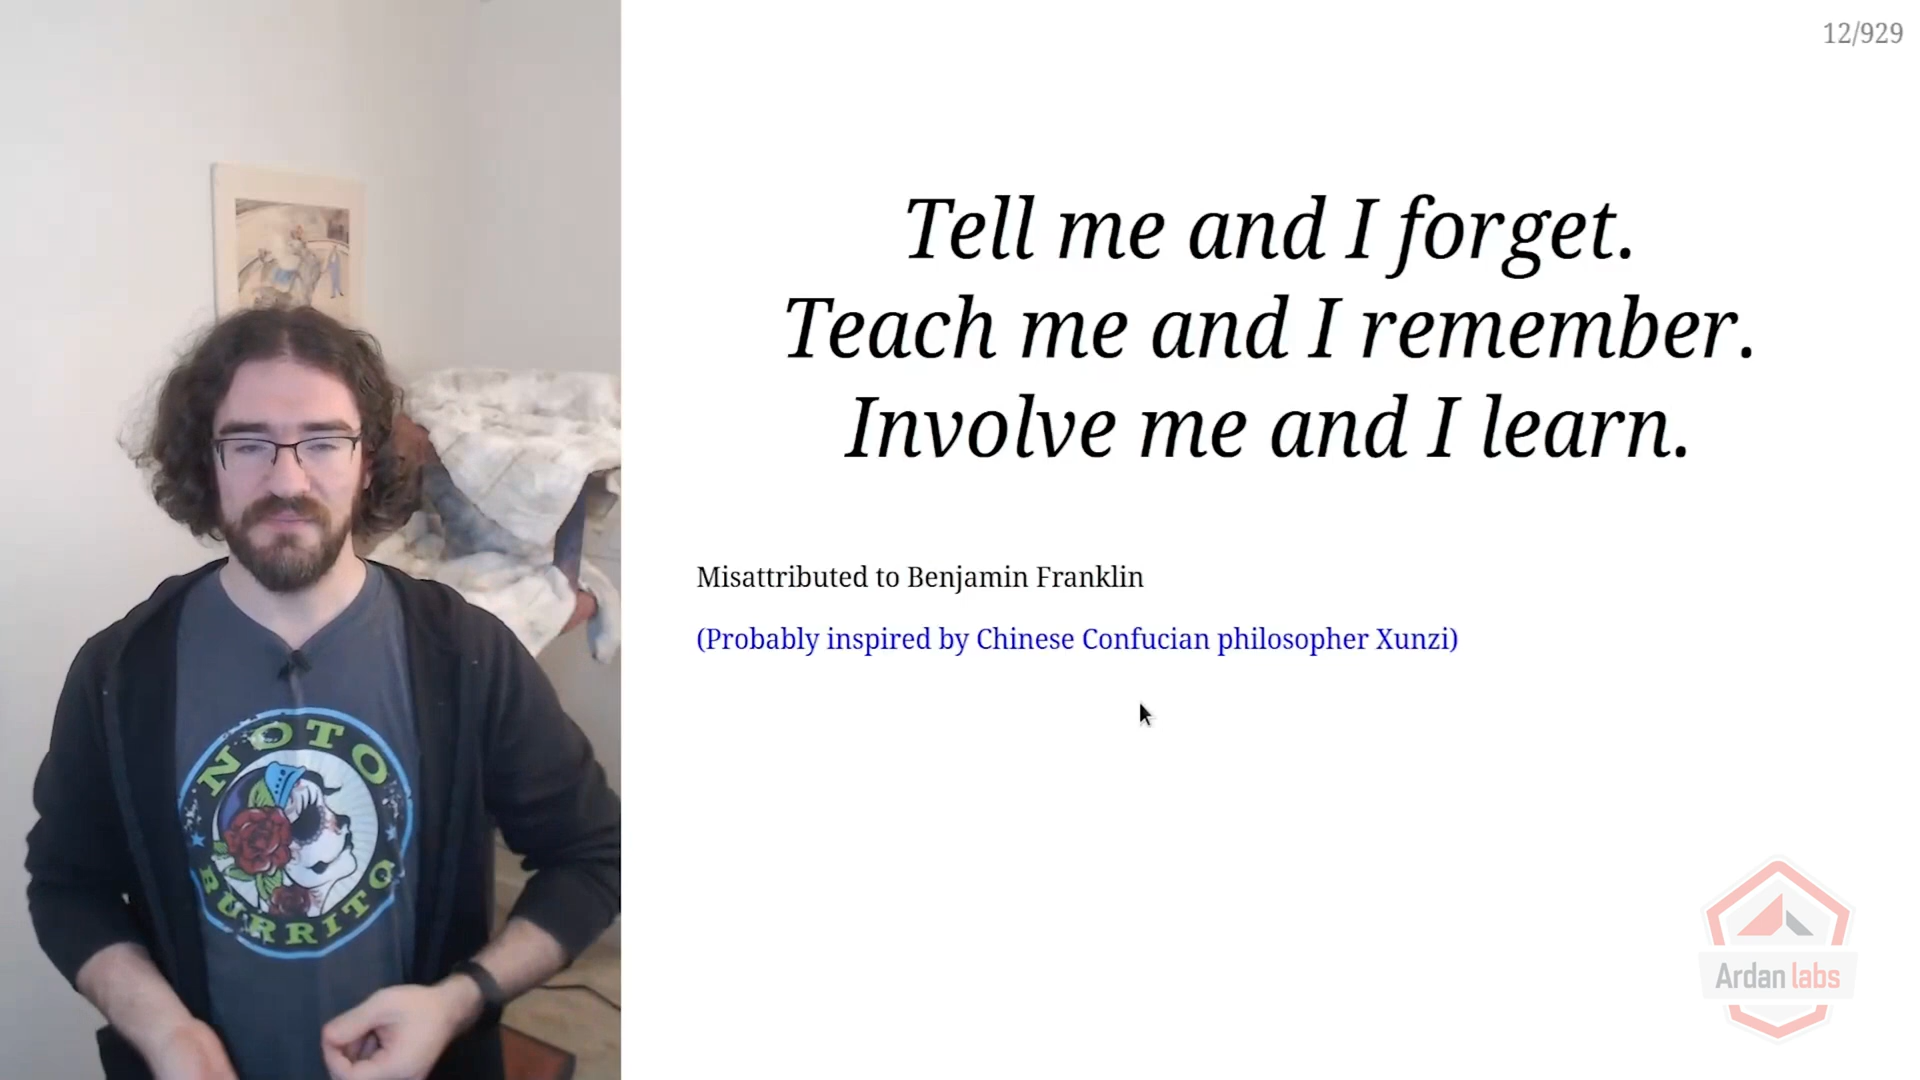 12/929
Tell me and I forget.
Teach me and I remember.
Involve me and I learn.
Misattributed to Benjamin Franklin
(Probably inspired by Chinese Confucian philosopher Xunzi)
NOTO
BURRITO
Ardan labs